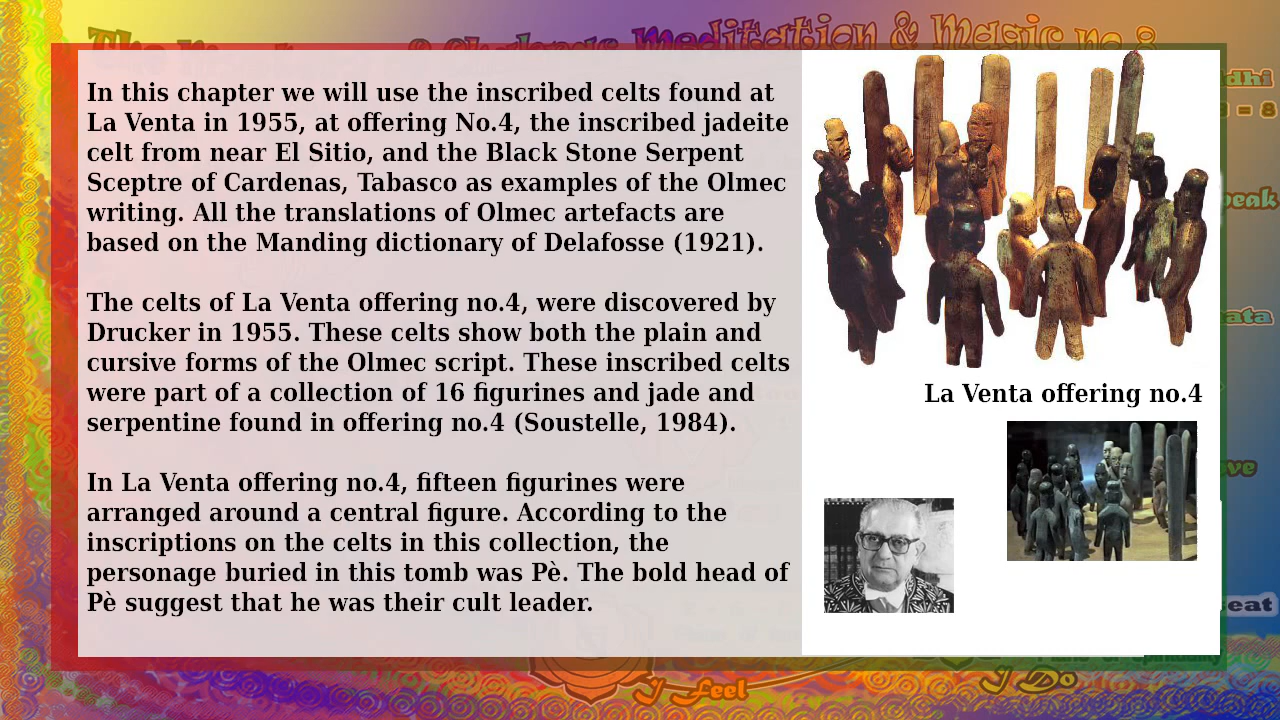 The Meditation & Magic no.8
In this chapter we will use the inscribed celts found at
La Venta in 1955, at offering No.4, the inscribed jadeite
celt from near El Sitio, and the Black Stone Serpent
Sceptre of Cardenas, Tabasco as examples of the Olmec
writing. All the translations of Olmec artefacts are
based on the Manding dictionary of Delafosse (1921).
The celts of La Venta offering no.4, were discovered by
Drucker in 1955. These celts show both the plain and
cursive forms of the Olmec script. These inscribed celts
were part of a collection of 16 figurines and jade and
serpentine found in offering no.4 (Soustelle, 1984).
In La Venta offering no.4, fifteen figurines were
arranged around a central figure. According to the
inscriptions on the celts in this collection, the
personage buried in this tomb was Pè. The bold head of
Pè suggest that he was their cult leader.
La Venta offering no.4
I feel
I Do